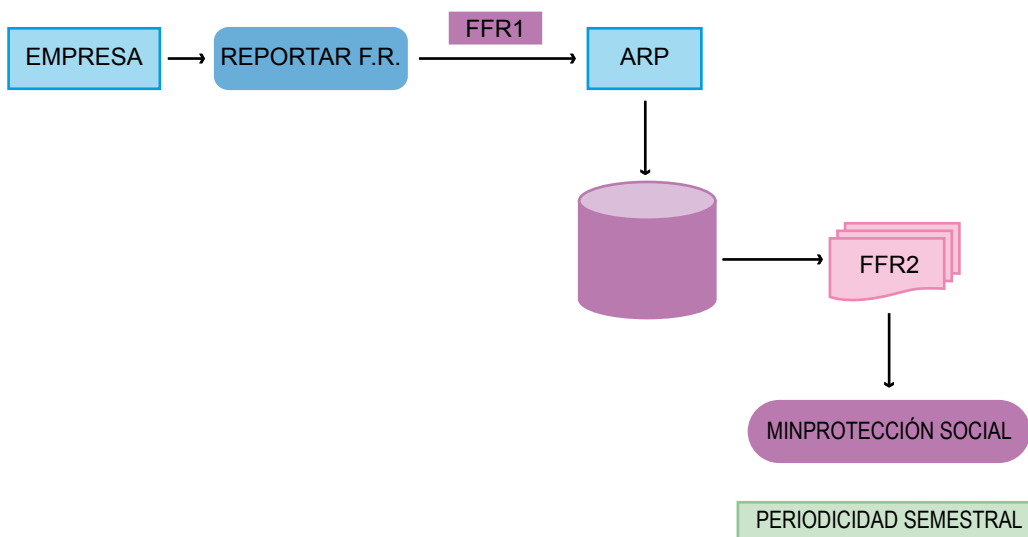 FFR1
EMPRESA
REPORTAR F.R.
ARP
FFR2
MINPROTECCIÓN SOCIAL
PERIODICIDAD SEMESTRAL